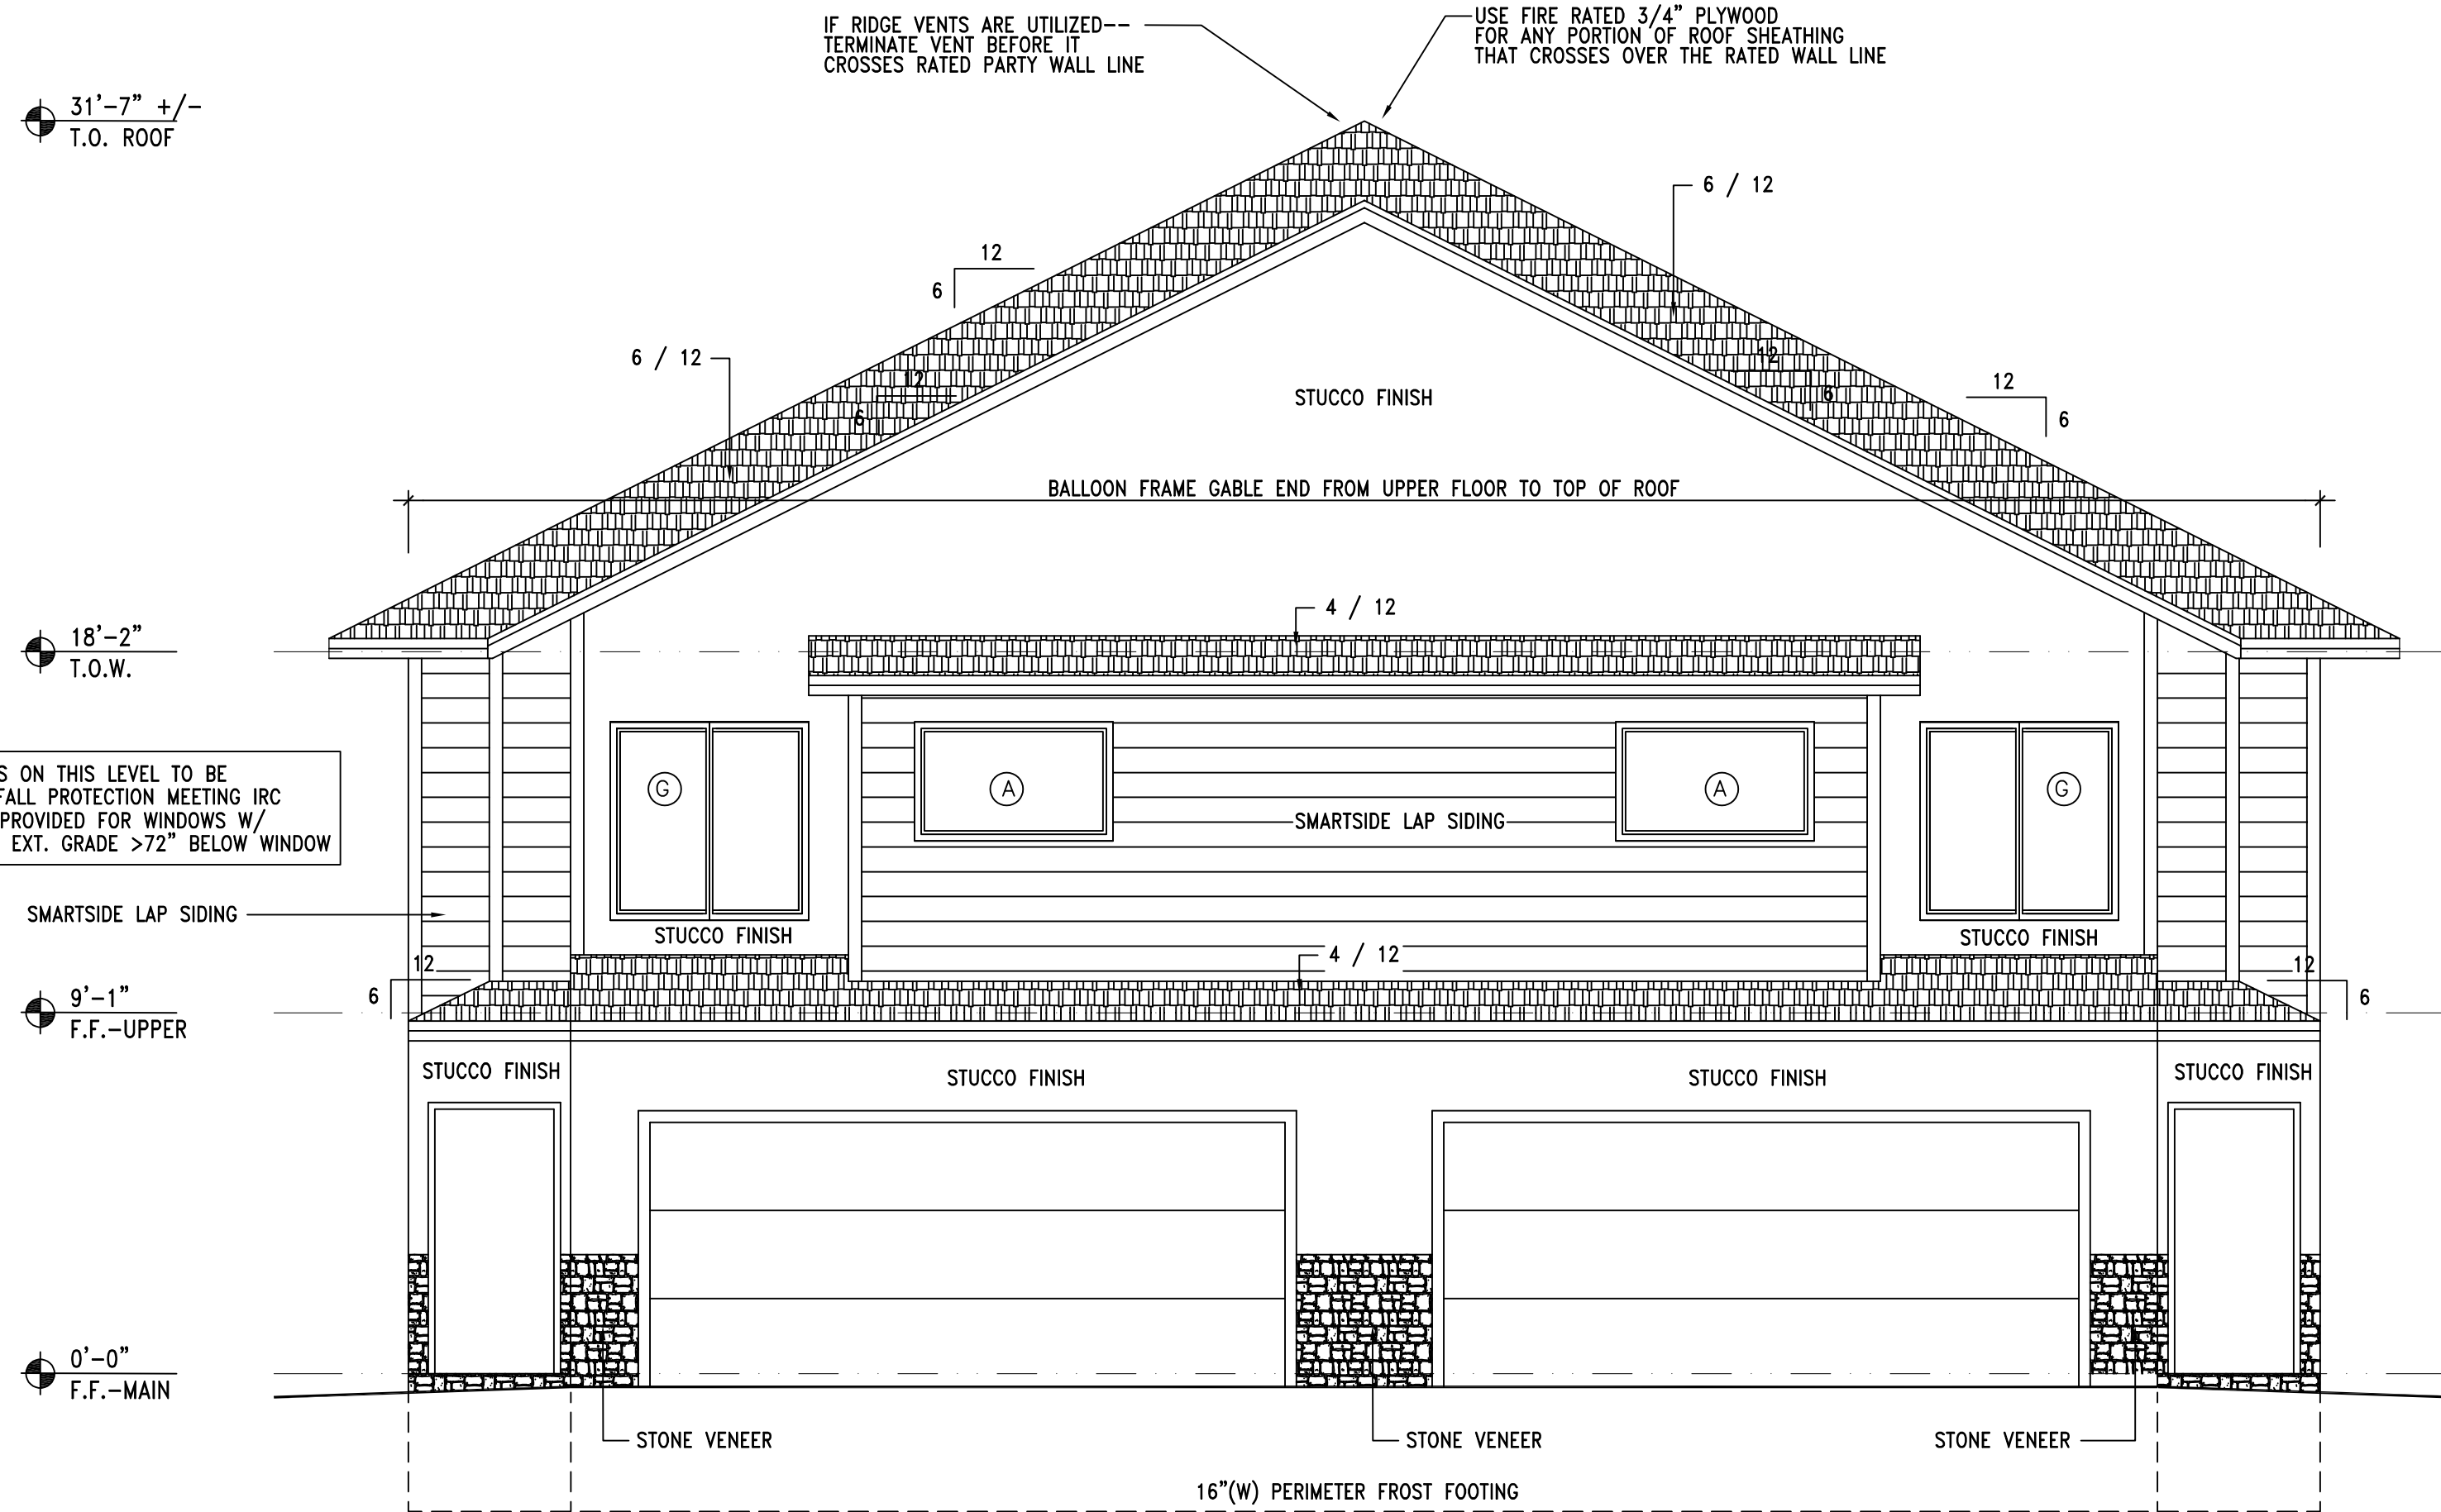 IF RIDGE VENTS ARE UTILIZED--
TERMINATE VENT BEFORE IT
CROSSES RATED PARTY WALL LINE
USE FIRE RATED 3/4" PLYWOOD
FOR ANY PORTION OF ROOF SHEATHING
THAT CROSSES OVER THE RATED WALL LINE
31'-7" +/-
T.O. ROOF
6 / 12
12
6
6 / 12
12
6
12
6
12
6
STUCCO FINISH
BALLOON FRAME GABLE END FROM UPPER FLOOR TO TOP OF ROOF
4 / 12
18'-2"
T.O.W.
S ON THIS LEVEL TO BE
FALL PROTECTION MEETING IRC
PROVIDED FOR WINDOWS W/
EXT. GRADE >72" BELOW WINDOW
G
A
A
G
SMARTSIDE LAP SIDING
SMARTSIDE LAP SIDING
STUCCO FINISH
STUCCO FINISH
4 / 12
12
6
12
6
9'-1"
F.F.-UPPER
STUCCO FINISH
STUCCO FINISH
STUCCO FINISH
STUCCO FINISH
0'-0"
F.F.-MAIN
STONE VENEER
STONE VENEER
STONE VENEER
16"(W) PERIMETER FROST FOOTING